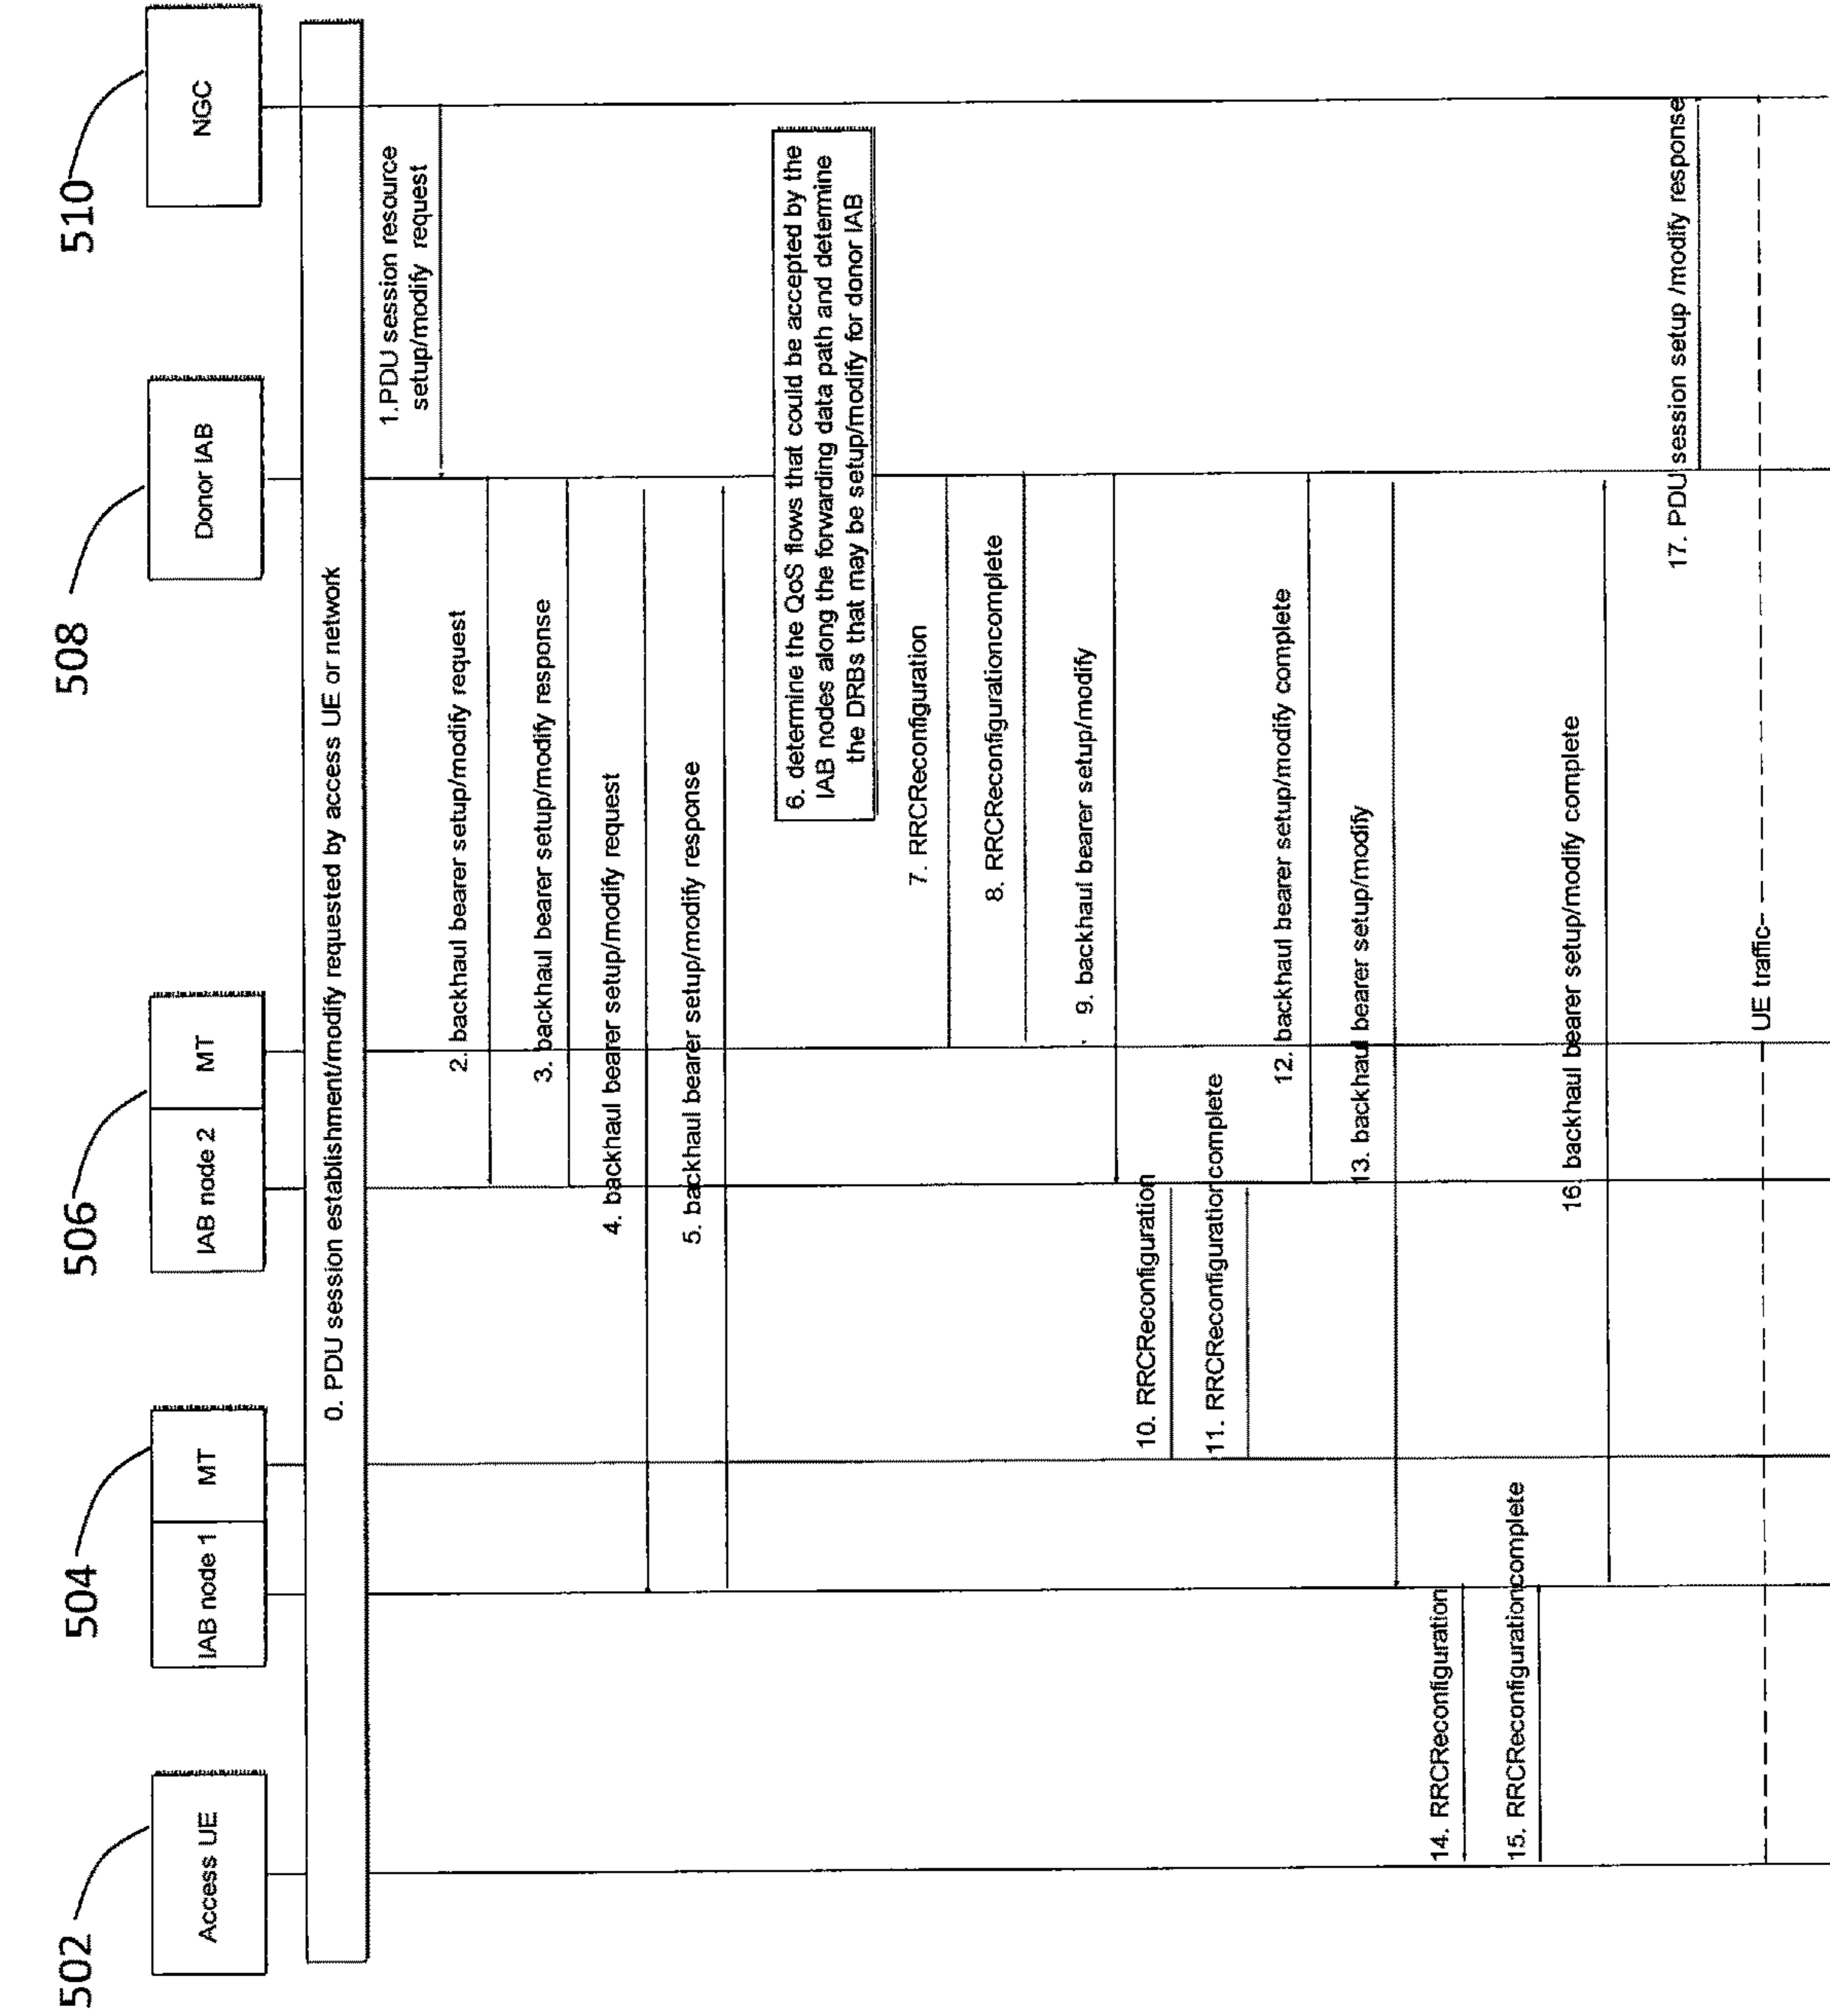 502
504
506
508
510
Access UE
IAB node 1
MT
IAB node 2
MT
Donor IAB
NGC
0. PDU session establishment/modify requested by access UE or network
1.PDU session resource
setup/modify request
2. backhaul bearer setup/modify request
3. backhaul bearer setup/modify response
4. backhaul bearer setup/modify request
5. backhaul bearer setup/modify response
6. determine the QoS flows that could be accepted by the
IAB nodes along the forwarding data path and determine
the DRBs that may be setup/modify for donor IAB
7. RRCReconfiguration
8. RRCReconfigurationcomplete
9. backhaul bearer setup/modify
10. RRCReconfiguration
11. RRCReconfigurationcomplete
12. backhaul bearer setup/modify complete
13. backhaul bearer setup/modify
14. RRCReconfiguration
15. RRCReconfigurationcomplete
16. backhaul bearer setup/modify complete
17. PDU session setup /modify response
UE traffic